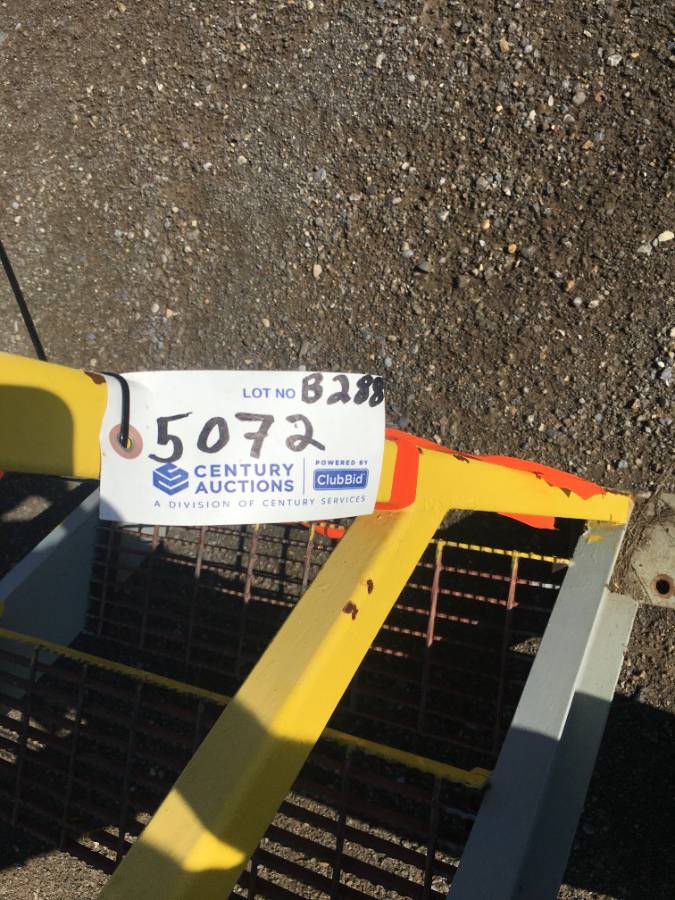 LOT NO B288
5072
CENTURY AUCTIONS
POWERED BY
ClubBid
A DIVISION OF CENTURY SERVICES